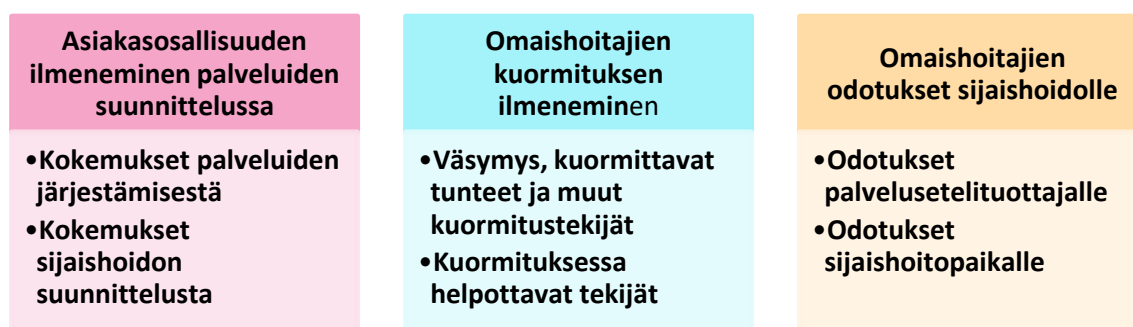 Asiakasosallisuuden
ilmeneminen palveluiden
suunnittelussa
•Kokemukset palveluiden
järjestämisestä
•Kokemukset
sijaishoidon
suunnittelusta
Omaishoitajien
kuormituksen
ilmeneminen
•Väsymys, kuormittavat
tunteet ja muut
kuormitustekijät
•Kuormituksessa
helpottavat tekijät
Omaishoitajien
odotukset sijaishoidolle
•Odotukset
palvelusetelituottajalle
•Odotukset
sijaishoitopaikalle